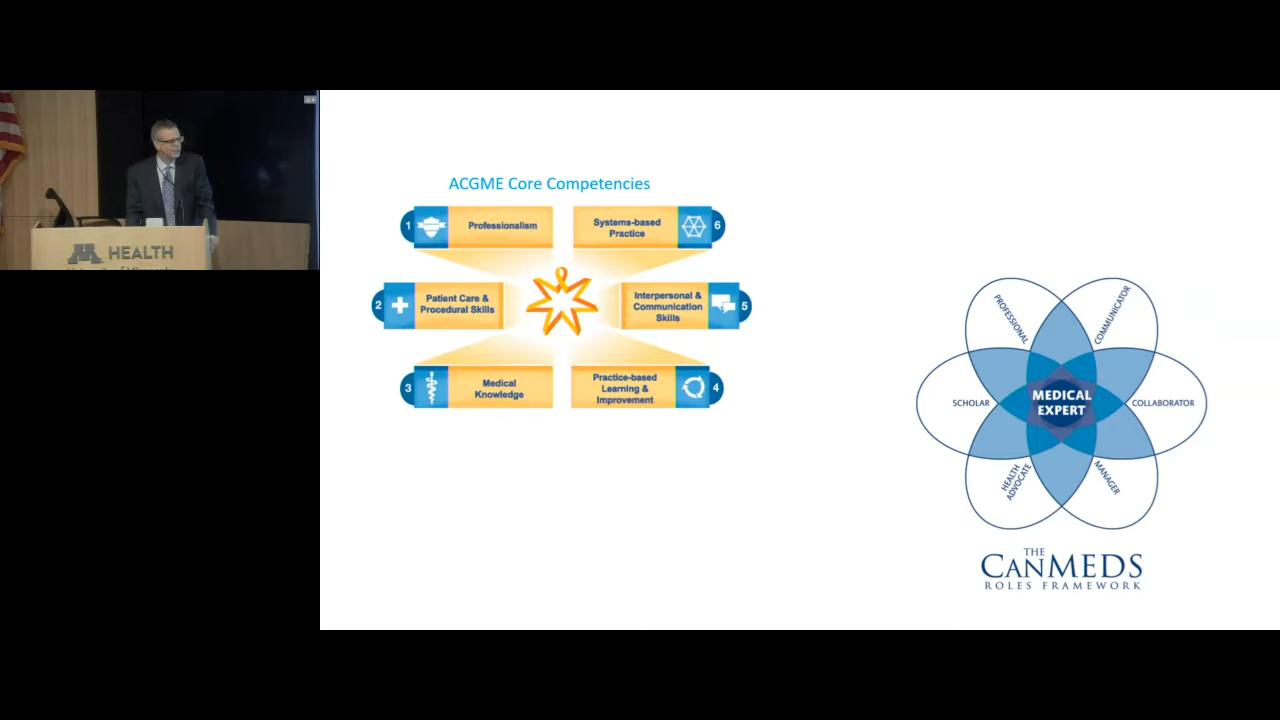 M HEALTH
University of Minnesota
ACGME Core Competencies
1
Professionalism
Systems-based
Practice
6
2
Patient Care &
Procedural Skills
Interpersonal &
Communication
Skills
5
3
Medical
Knowledge
Practice-based
Learning &
Improvement
4
PROFESSIONAL
COMMUNICATOR
SCHOLAR
MEDICAL
EXPERT
COLLABORATOR
HEALTH
ADVOCATE
MANAGER
THE
CANMEDS
ROLES FRAMEWORK